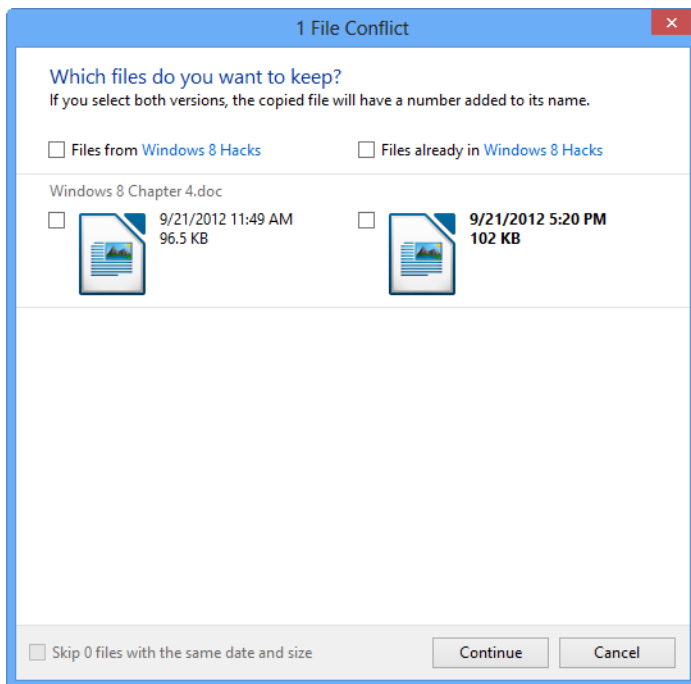 1 File Conflict
Which files do you want to keep?
If you select both versions, the copied file will have a number added to its name.
Files from Windows 8 Hacks
Files already in Windows 8 Hacks
Windows 8 Chapter 4.doc
9/21/2012 11:49 AM
96.5 KB
9/21/2012 5:20 PM
102 KB
Skip 0 files with the same date and size
Continue
Cancel